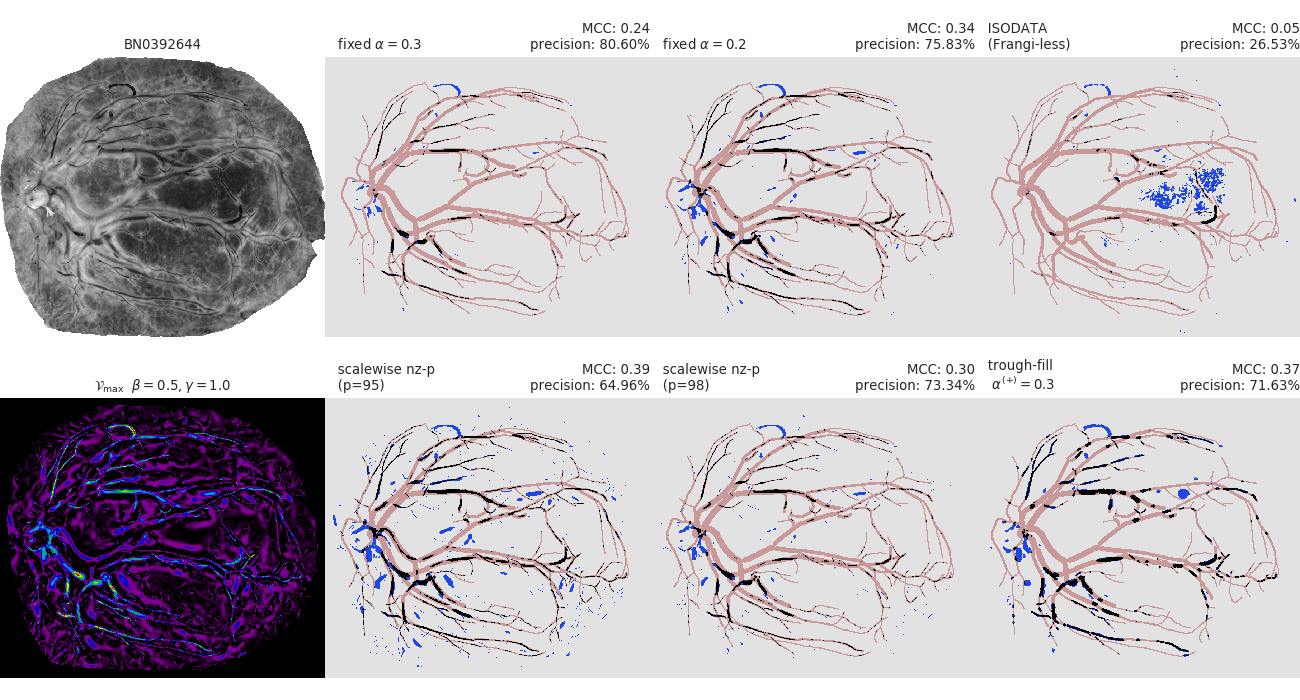 BN0392644
fixed α = 0.3
MCC: 0.24
precision: 80.60%
fixed α = 0.2
MCC: 0.34
precision: 75.83%
ISODATA
(Frangi-less)
MCC: 0.05
precision: 26.53%
𝒱max β = 0.5, γ = 1.0
scalewise nz-p
(p=95)
MCC: 0.39
precision: 64.96%
scalewise nz-p
(p=98)
MCC: 0.30
precision: 73.34%
trough-fill
α(+) = 0.3
MCC: 0.37
precision: 71.63%